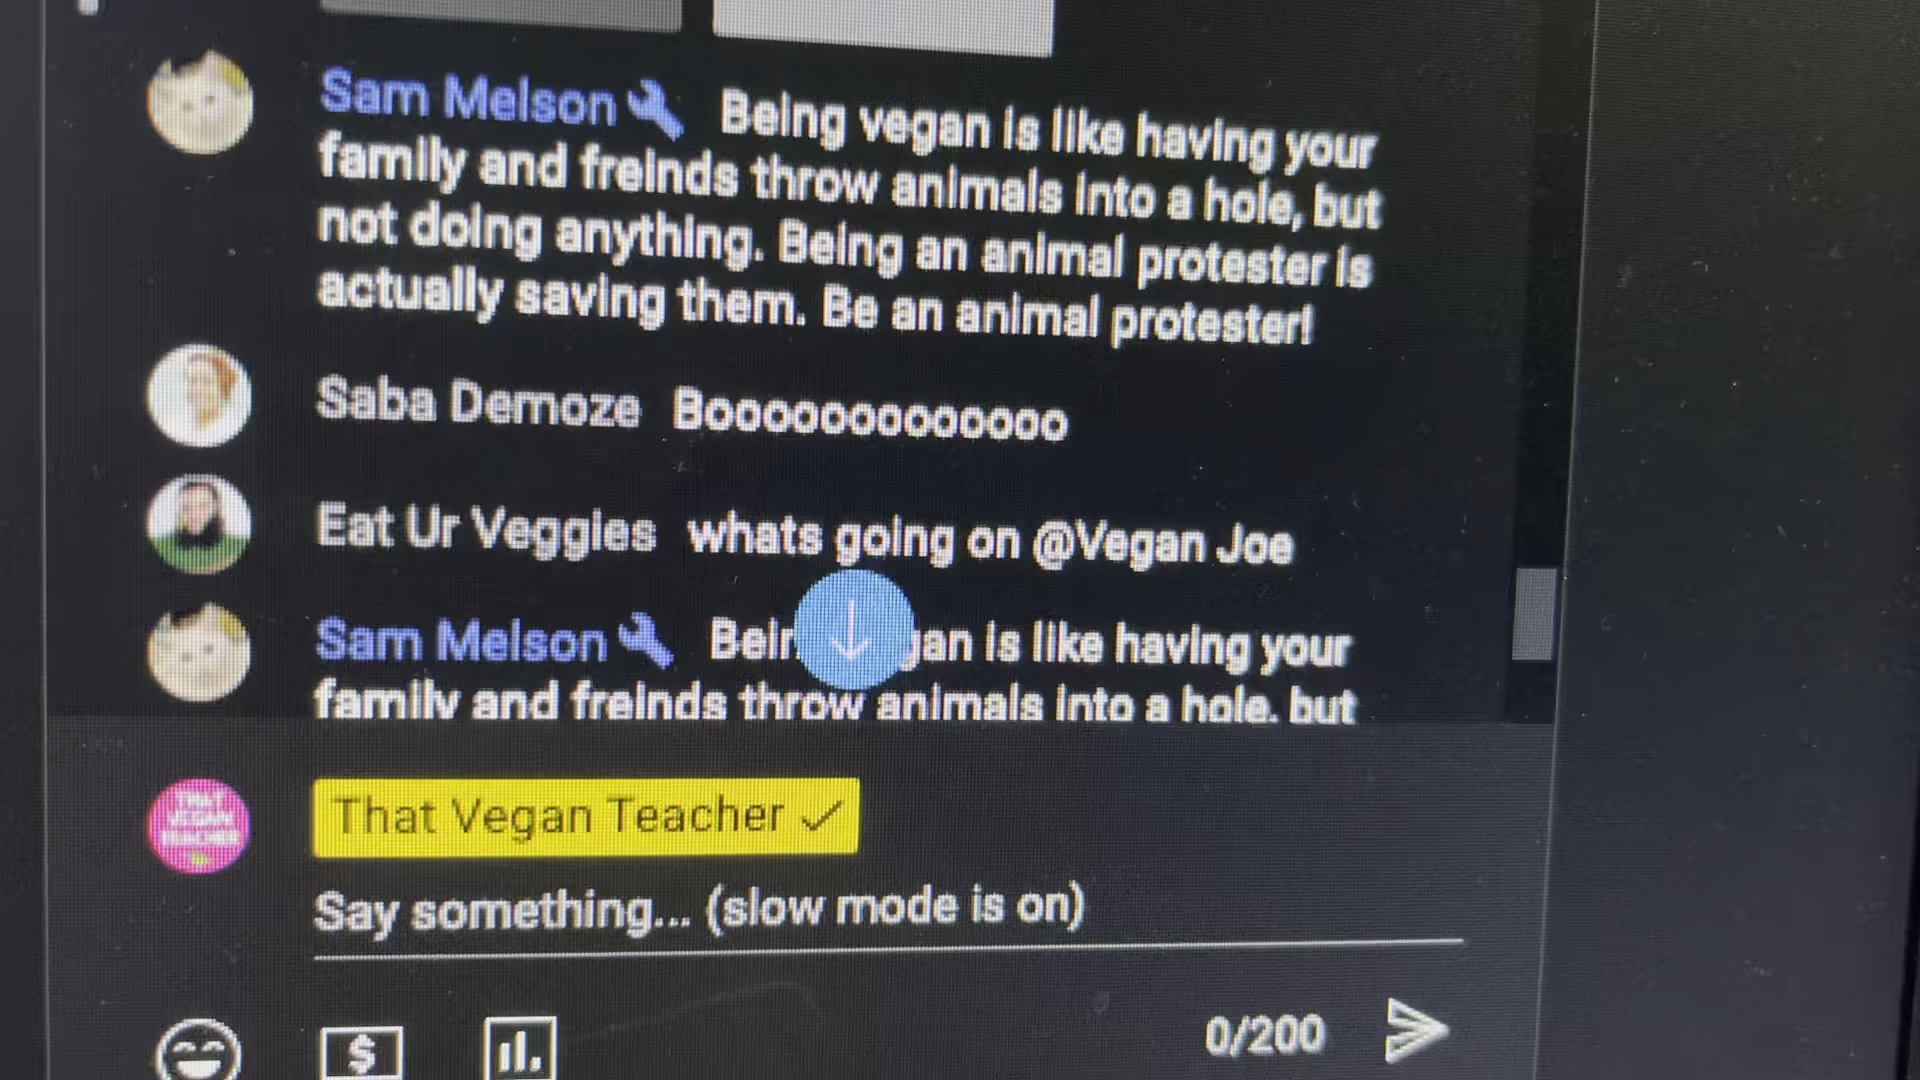 Sam Melson Being vegan is like having your
family and freinds throw animals into a hole, but
not doing anything. Being an animal protester is
actually saving them. Be an animal protester!
Saba Demoze Booooooooooooo
Eat Ur Veggies whats going on @Vegan Joe
Sam Melson is like having your
family and freinds throw animals into a hole, but
THAT VEGAN TEACHER
That Vegan Teacher
Say something... (slow mode is on)
$
0/200